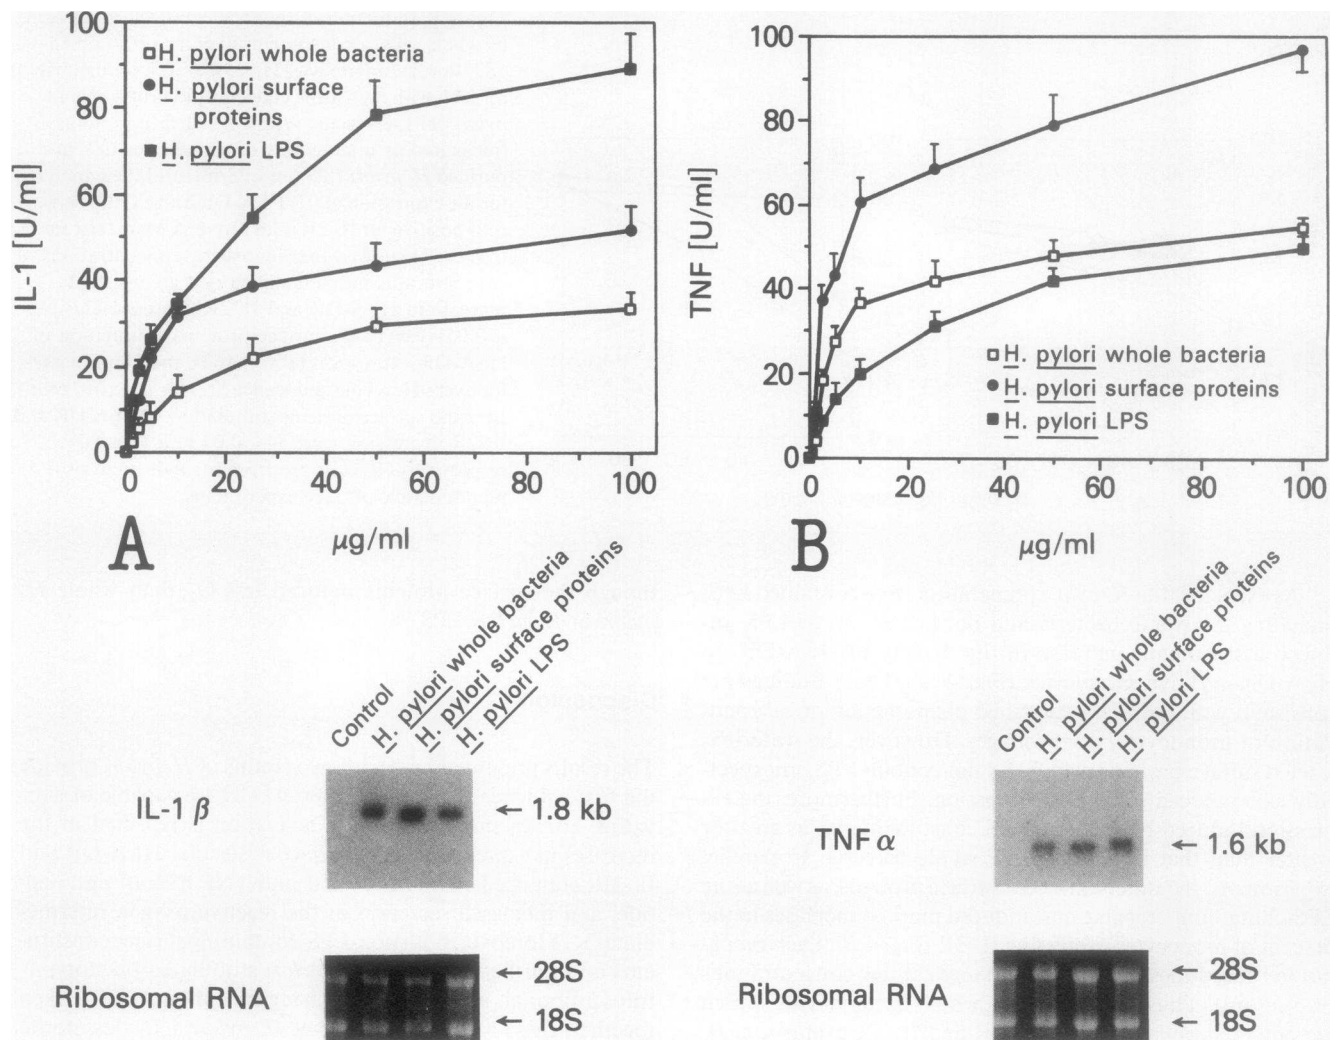 100
80
60
40
20
0
IL-1 [U/ml]
H. pylori whole bacteria
H. pylori surface
proteins
H. pylori LPS
0 20 40 60 80 100
µg/ml
A
100
80
60
40
20
0
TNF [U/ml]
H. pylori whole bacteria
H. pylori surface proteins
H. pylori LPS
0 20 40 60 80 100
µg/ml
B
Control
H. pylori whole bacteria
H. pylori surface proteins
H. pylori LPS
IL-1 β
← 1.8 kb
Ribosomal RNA
← 28S
← 18S
Control
H. pylori whole bacteria
H. pylori surface proteins
H. pylori LPS
TNF α
← 1.6 kb
Ribosomal RNA
← 28S
← 18S